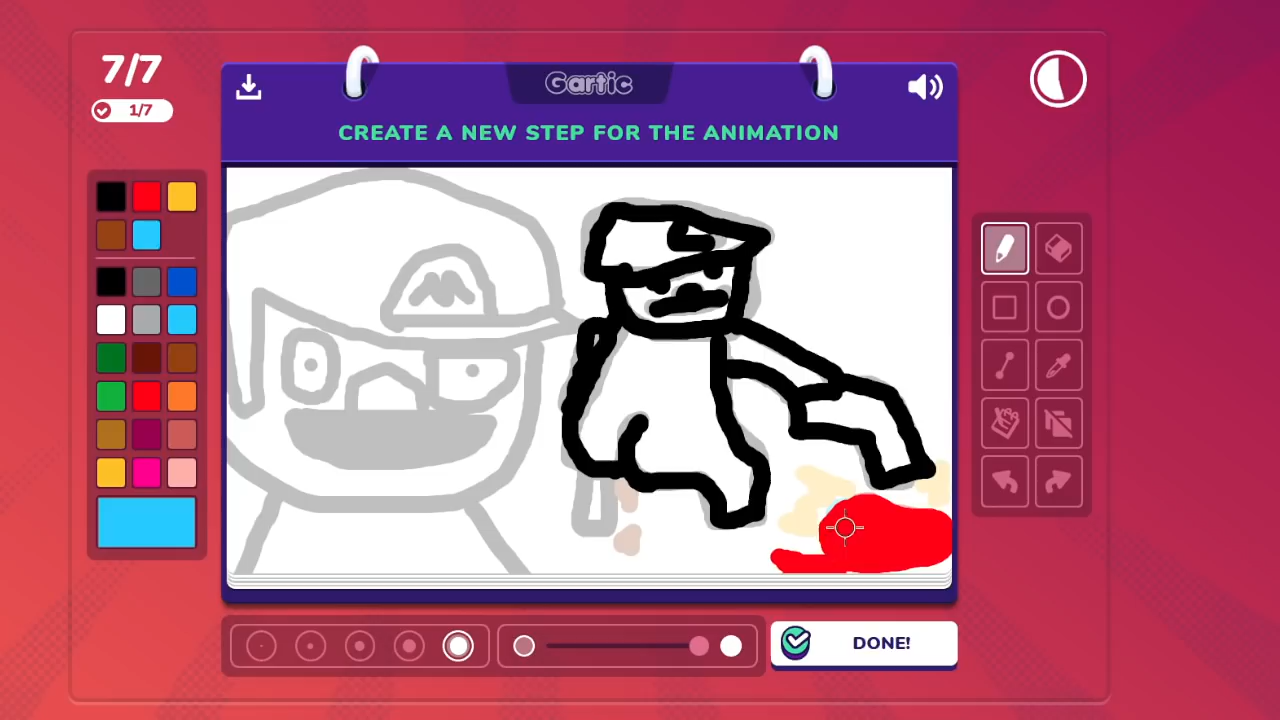 7/7
1/7
Gartic
CREATE A NEW STEP FOR THE ANIMATION
M
DONE!